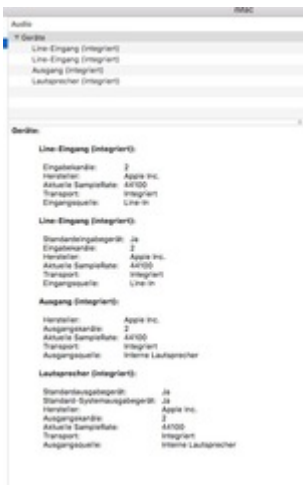 Audio
Geräte
Line-Eingang (integriert)
Line-Eingang (integriert)
Ausgang (integriert)
Lautsprecher (integriert)
Geräte:
Line-Eingang (integriert):
Eingabekanäle: 2
Hersteller: Apple Inc.
Aktuelle SampleRate: 44100
Transport: Integriert
Eingangsquelle: Line-In
Line-Eingang (integriert):
Standardeingabegerät: Ja
Eingabekanäle: 2
Hersteller: Apple Inc.
Aktuelle SampleRate: 44100
Transport: Integriert
Eingangsquelle: Line-In
Ausgang (integriert):
Hersteller: Apple Inc.
Ausgangskanäle: 2
Aktuelle SampleRate: 44100
Transport: Integriert
Ausgangsquelle: Interne Lautsprecher
Lautsprecher (integriert):
Standardausgabegerät: Ja
Standard-Systemausgabegerät: Ja
Hersteller: Apple Inc.
Ausgangskanäle: 2
Aktuelle SampleRate: 44100
Transport: Integriert
Ausgangsquelle: Interne Lautsprecher